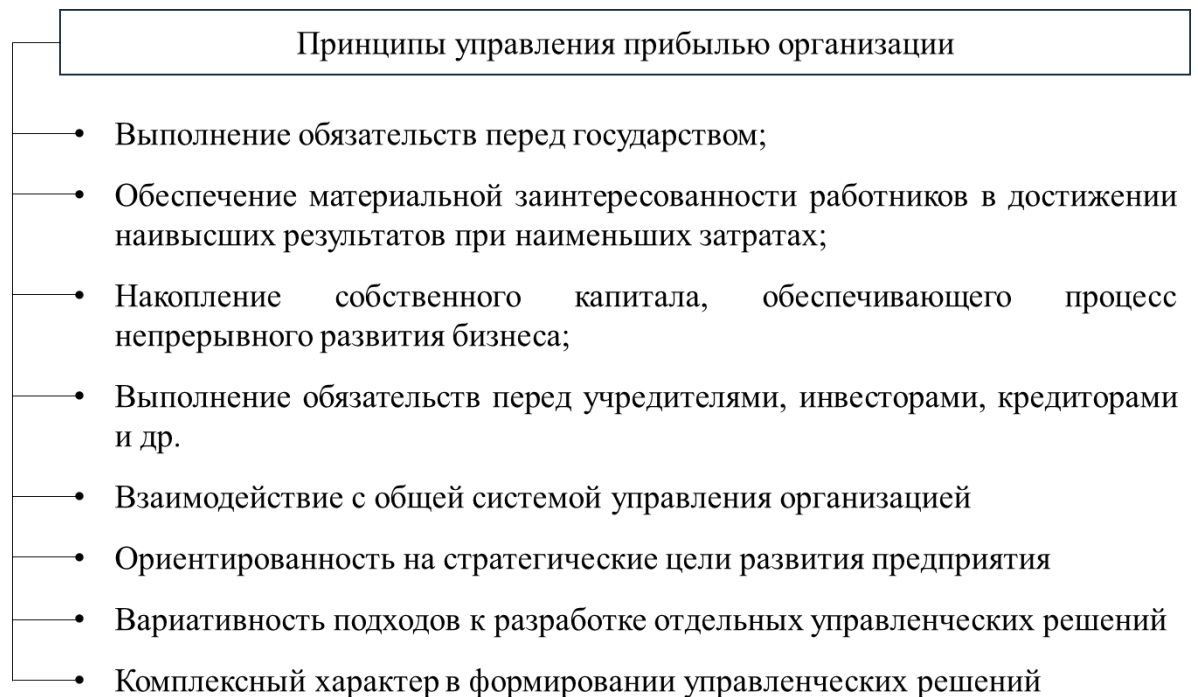 Принципы управления прибылью организации
• Выполнение обязательств перед государством;
• Обеспечение материальной заинтересованности работников в достижении
наивысших результатов при наименьших затратах;
• Накопление собственного капитала, обеспечивающего процесс
непрерывного развития бизнеса;
• Выполнение обязательств перед учредителями, инвесторами, кредиторами
и др.
• Взаимодействие с общей системой управления организацией
• Ориентированность на стратегические цели развития предприятия
• Вариативность подходов к разработке отдельных управленческих решений
• Комплексный характер в формировании управленческих решений